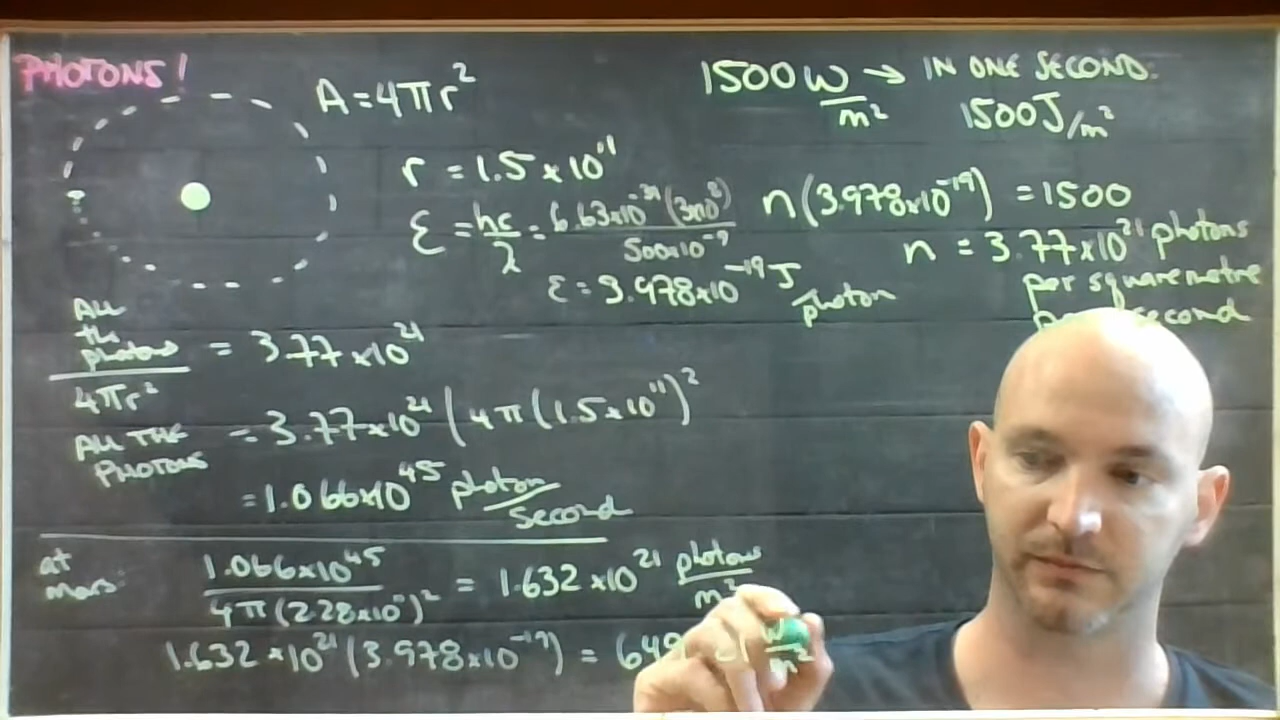 PHOTONS!
A = 4πr²
r = 1.5 × 10¹¹
ε = hc/λ = 6.63×10⁻³⁴(3×10⁸)/500×10⁻⁹
ε = 3.978×10⁻¹⁹ J/photon
1500 W/m² → IN ONE SECOND:
1500J/m²
n(3.978×10⁻¹⁹) = 1500
n = 3.77×10²¹ photons
per square metre
second
ALL the photons/4πr² = 3.77×10²¹
ALL THE PHOTONS = 3.77×10²¹(4π(1.5×10¹¹)²
= 1.066×10⁴⁵ photon/second
at mars: 1.066×10⁴⁵/4π(2.28×10¹¹)² = 1.632×10²¹ photons/m²
1.632×10²¹(3.978×10⁻¹⁹) = 649 W/m²